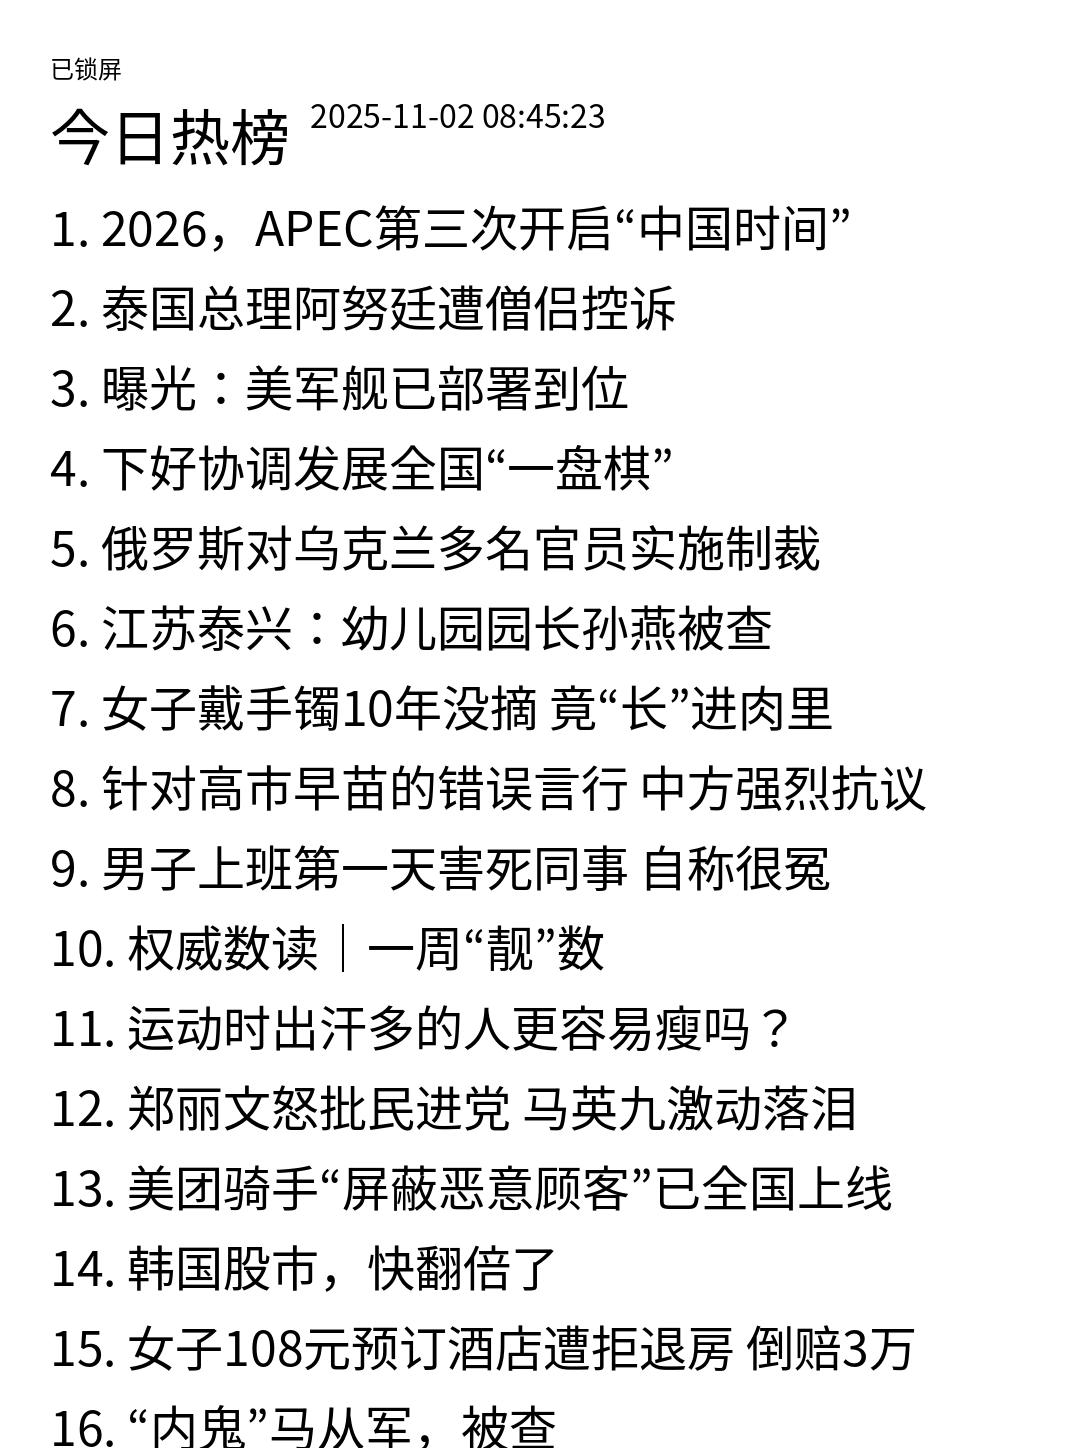 已锁屏
今日热榜 2025-11-02 08:45:23
1. 2026，APEC第三次开启“中国时间”
2. 泰国总理阿努廷遭僧侣控诉
3. 曝光：美军舰已部署到位
4. 下好协调发展全国“一盘棋”
5. 俄罗斯对乌克兰多名官员实施制裁
6. 江苏泰兴：幼儿园园长孙燕被查
7. 女子戴手镯10年没摘 竟“长”进肉里
8. 针对高市早苗的错误言行 中方强烈抗议
9. 男子上班第一天害死同事 自称很冤
10. 权威数读｜一周“靓”数
11. 运动时出汗多的人更容易瘦吗？
12. 郑丽文怒批民进党 马英九激动落泪
13. 美团骑手“屏蔽恶意顾客”已全国上线
14. 韩国股市，快翻倍了
15. 女子108元预订酒店遭拒退房 倒赔3万
16. “内鬼”马从军，被查